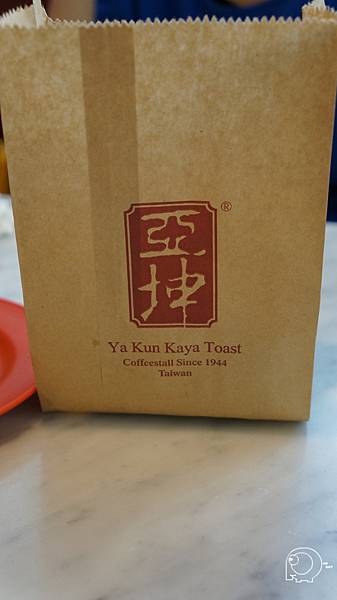 亞
坤
®
Ya Kun Kaya Toast
Coffeestall Since 1944
Taiwan